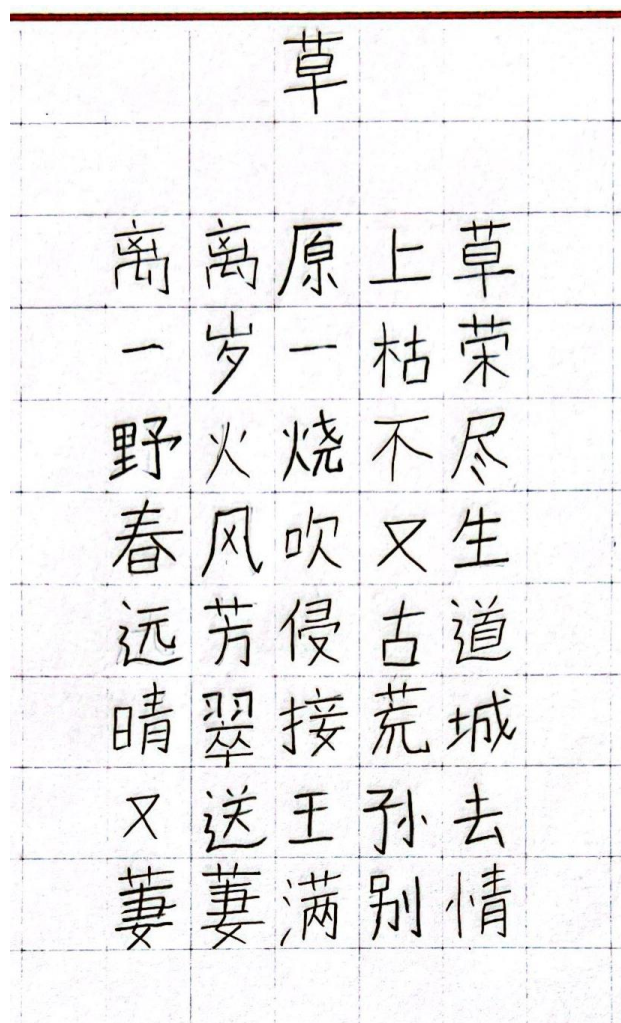 草
离离原上草
一岁一枯荣
野火烧不尽
春风吹又生
远芳侵古道
晴翠接荒城
又送王孙去
萋萋满别情